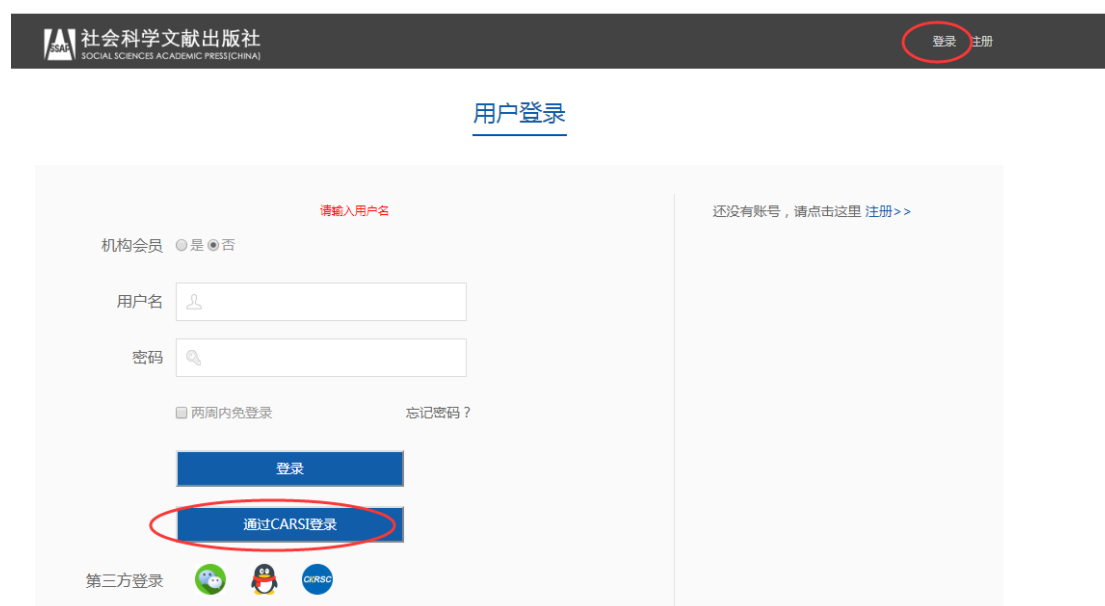 SSAP
社会科学文献出版社
SOCIAL SCIENCES ACADEMIC PRESS(CHINA)
登录 注册
用户登录
请输入用户名
还没有账号，请点击这里 注册>>
机构会员 是 否
用户名
密码
两周内免登录 忘记密码？
登录
通过CARSI登录
第三方登录 CKRSC